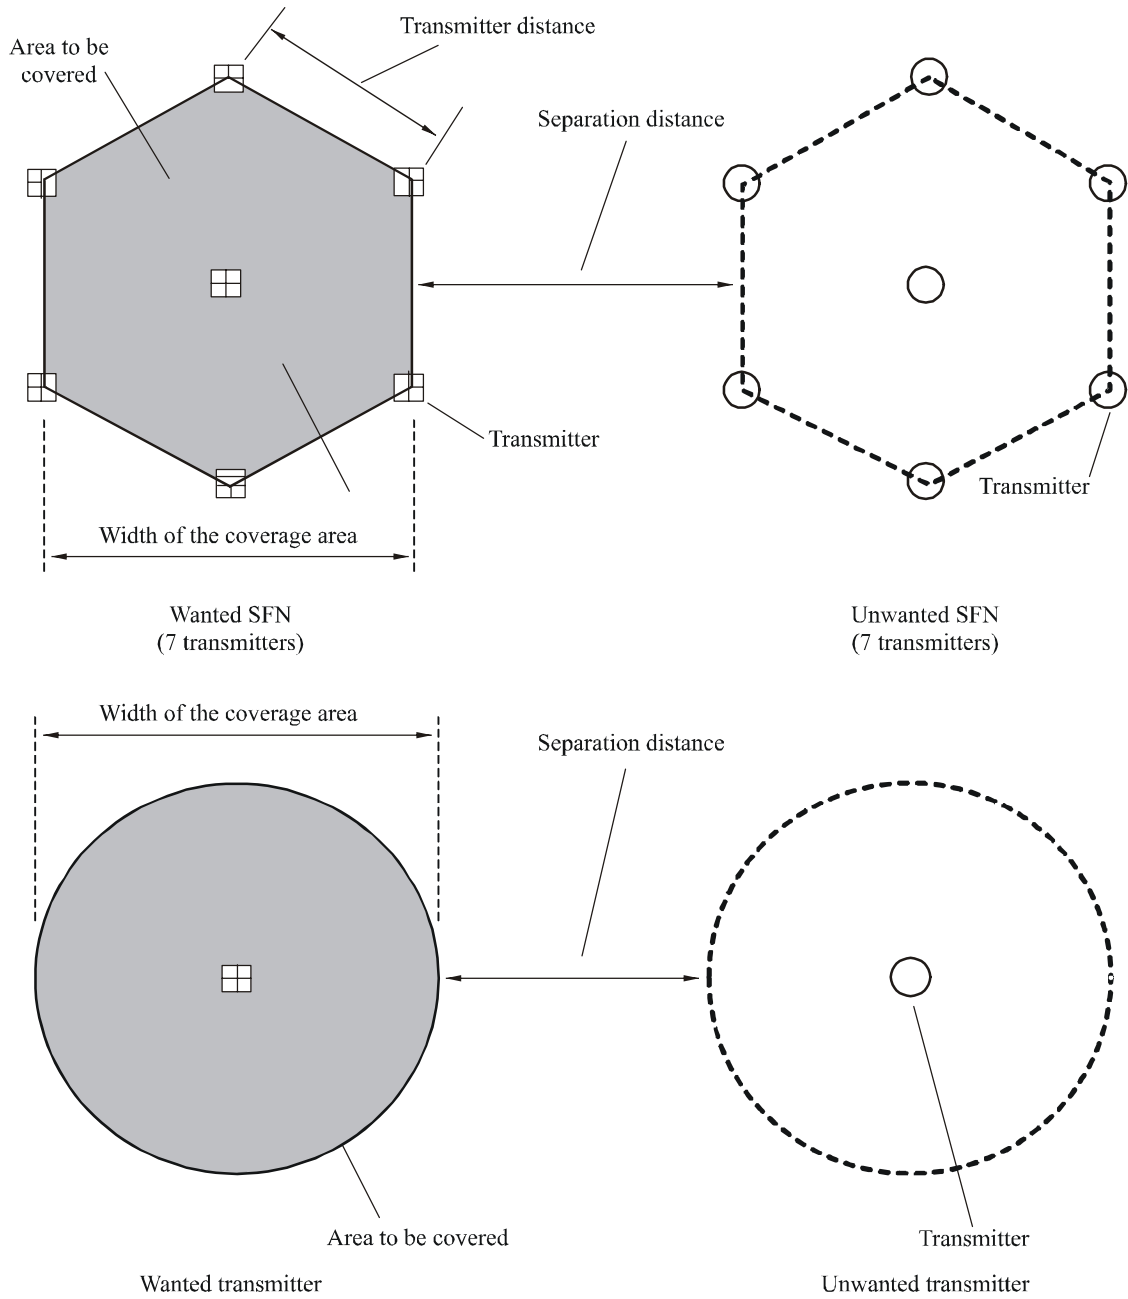 Transmitter distance
Area to be
covered
Separation distance
Transmitter
Transmitter
Width of the coverage area
Wanted SFN
(7 transmitters)
Unwanted SFN
(7 transmitters)
Width of the coverage area
Separation distance
Area to be covered
Transmitter
Wanted transmitter
Unwanted transmitter